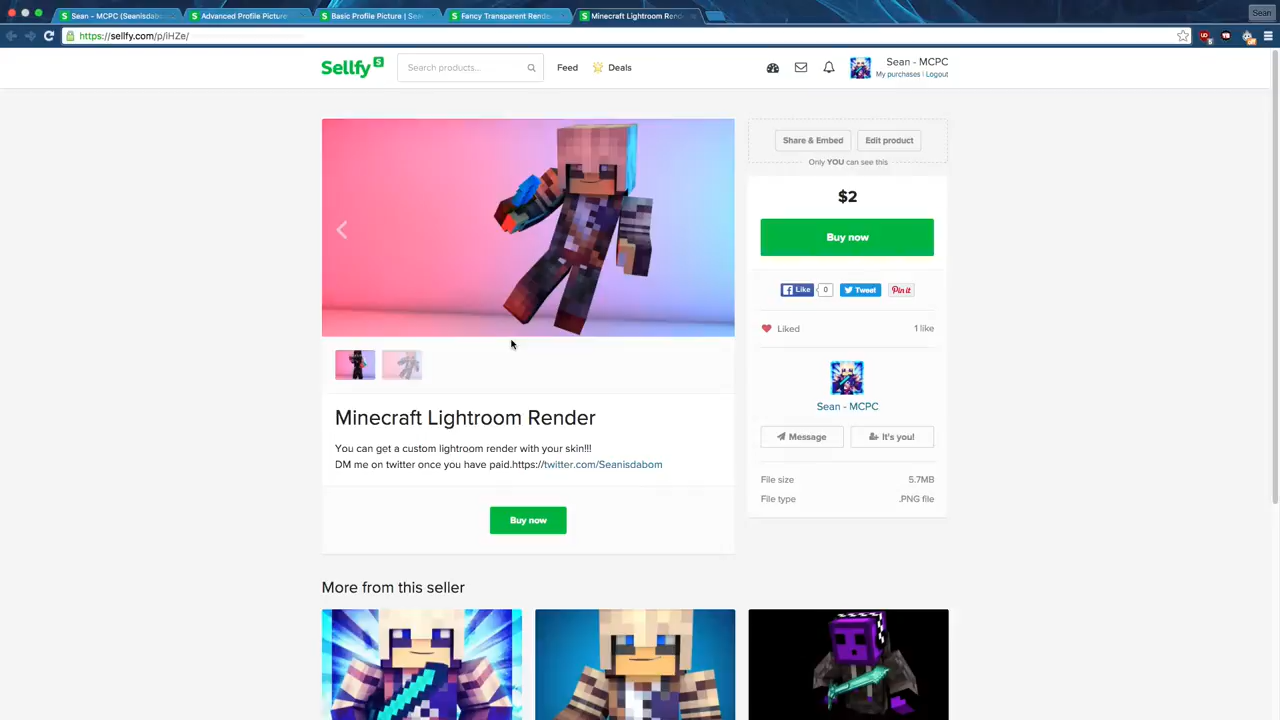 Sean - MCPC (Seanisdabo
Advanced Profile Picture
Basic Profile Picture | Se
Fancy Transparent Rende
Minecraft Lightroom Rend
Sean
https://sellfy.com/p/iHZe/
Sellfy S
Search products...
Feed
Deals
Sean - MCPC
My purchases | Logout
Share & Embed
Edit product
Only YOU can see this
$2
Buy now
Like
0
Tweet
Pin it
Liked
1 like
Sean - MCPC
Message
It's you!
File size
5.7MB
File type
.PNG file
Minecraft Lightroom Render
You can get a custom lightroom render with your skin!!!
DM me on twitter once you have paid.https://twitter.com/Seanisdabom
Buy now
More from this seller